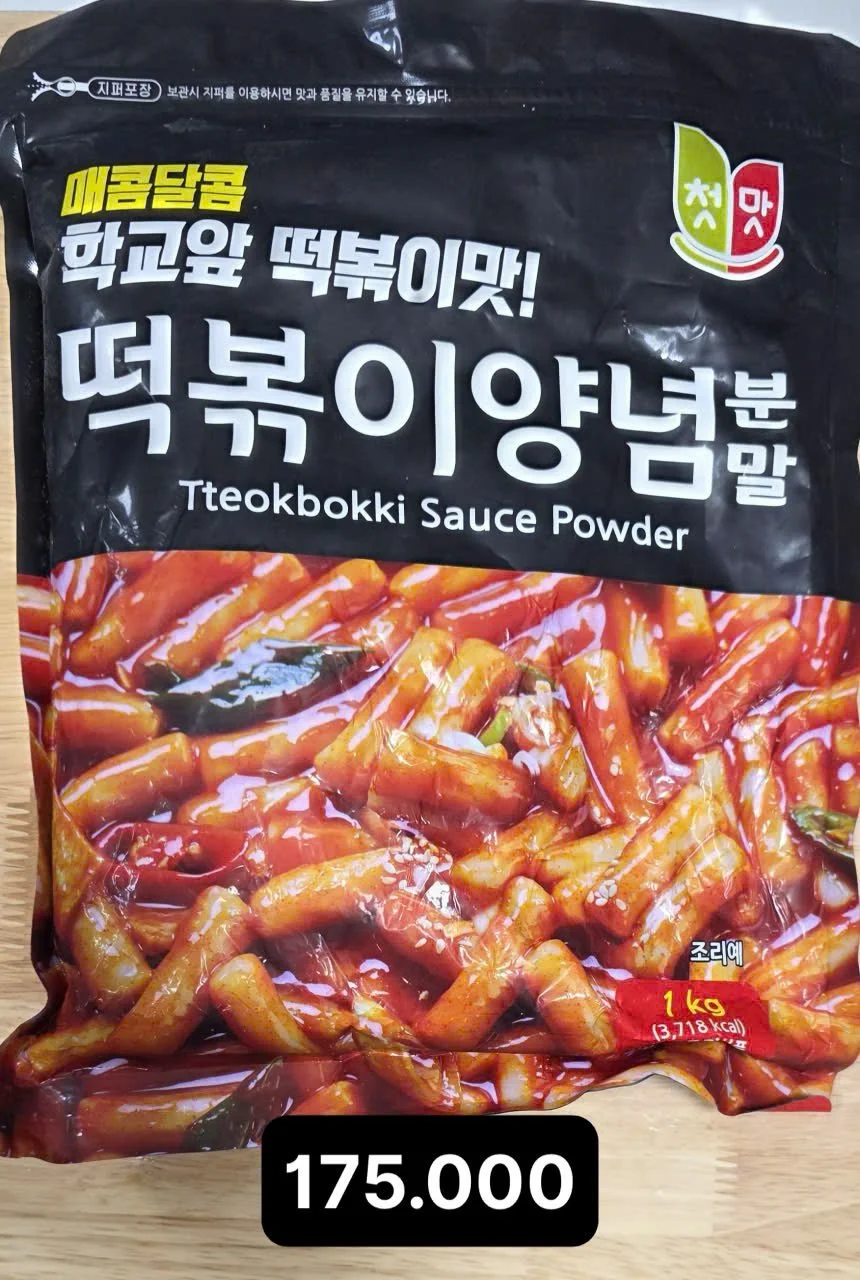 지퍼포장 보관시 지퍼를 이용하시면 맛과 품질을 유지할 수 있습니다.
첫맛
매콤달콤
학교앞 떡볶이맛!
떡볶이양념 분말
Tteokbokki Sauce Powder
조리예
1 kg
(3,718 kcal)
175.000